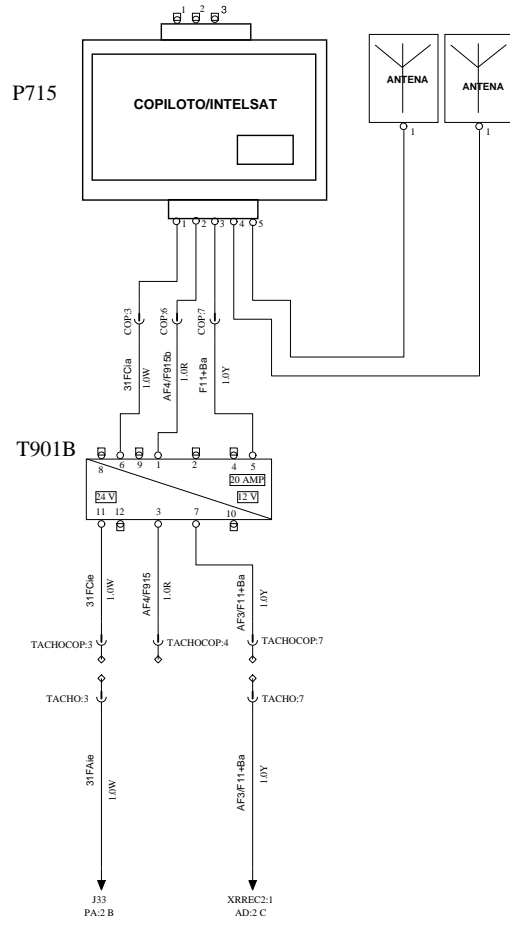 1 2 3
P715
COPILOTO/INTELSAT
ANTENA
ANTENA
1
1
1 2 3 4 5
COP:3
COP:6
COP:7
31FCia
1.0W
AF4/F915b
1.0R
F11+Ba
1.0Y
T901B
8 6 9 1 2 4 5
20 AMP
24 V
12 V
11 12 3 7 10
31FCie
1.0W
AF4/F915
1.0R
AF3/F11+Ba
1.0Y
TACHOCOP:3
TACHOCOP:4
TACHOCOP:7
TACHO:3
TACHO:7
31FAie
1.0W
AF3/F11+Ba
1.0Y
J33
PA:2 B
XRREC2:1
AD:2 C